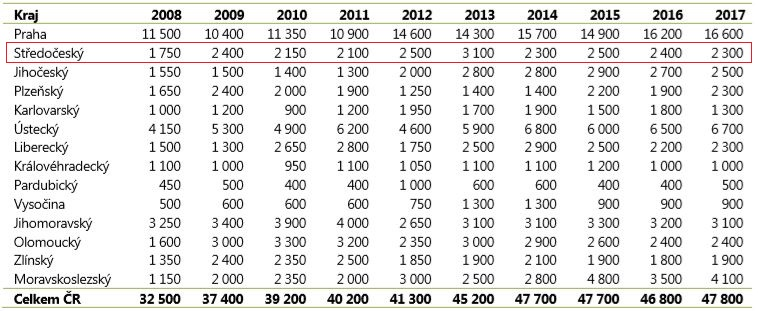 Kraj 2008 2009 2010 2011 2012 2013 2014 2015 2016 2017
Praha 11 500 10 400 11 350 10 900 14 600 14 300 15 700 14 900 16 200 16 600
Středočeský 1 750 2 400 2 150 2 100 2 500 3 100 2 300 2 500 2 400 2 300
Jihočeský 1 550 1 500 1 400 1 300 2 000 2 800 2 800 2 900 2 700 2 500
Plzeňský 1 650 2 400 2 000 1 900 1 250 1 400 1 400 2 200 1 900 2 300
Karlovarský 1 000 1 200 900 1 200 1 950 1 700 1 900 1 500 1 800 1 300
Ústecký 4 150 5 300 4 900 6 200 4 600 5 900 6 800 6 000 6 500 6 700
Liberecký 1 500 1 300 2 650 2 800 1 750 2 500 2 900 2 500 2 200 2 300
Královéhradecký 1 100 1 000 950 1 100 1 050 1 100 1 100 1 200 1 000 1 000
Pardubický 450 500 400 400 1 000 600 600 400 400 500
Vysočina 500 600 600 600 750 1 300 1 300 900 900 900
Jihomoravský 3 250 3 400 3 900 4 000 2 650 3 100 3 100 3 300 3 200 3 100
Olomoucký 1 600 3 000 3 300 3 200 2 350 3 000 2 900 2 600 2 400 2 400
Zlínský 1 350 2 400 2 350 2 500 1 850 1 900 2 100 1 900 1 800 1 900
Moravskoslezský 1 150 2 000 2 350 2 000 3 000 2 500 2 800 4 800 3 500 4 100
Celkem ČR 32 500 37 400 39 200 40 200 41 300 45 200 47 700 47 700 46 800 47 800